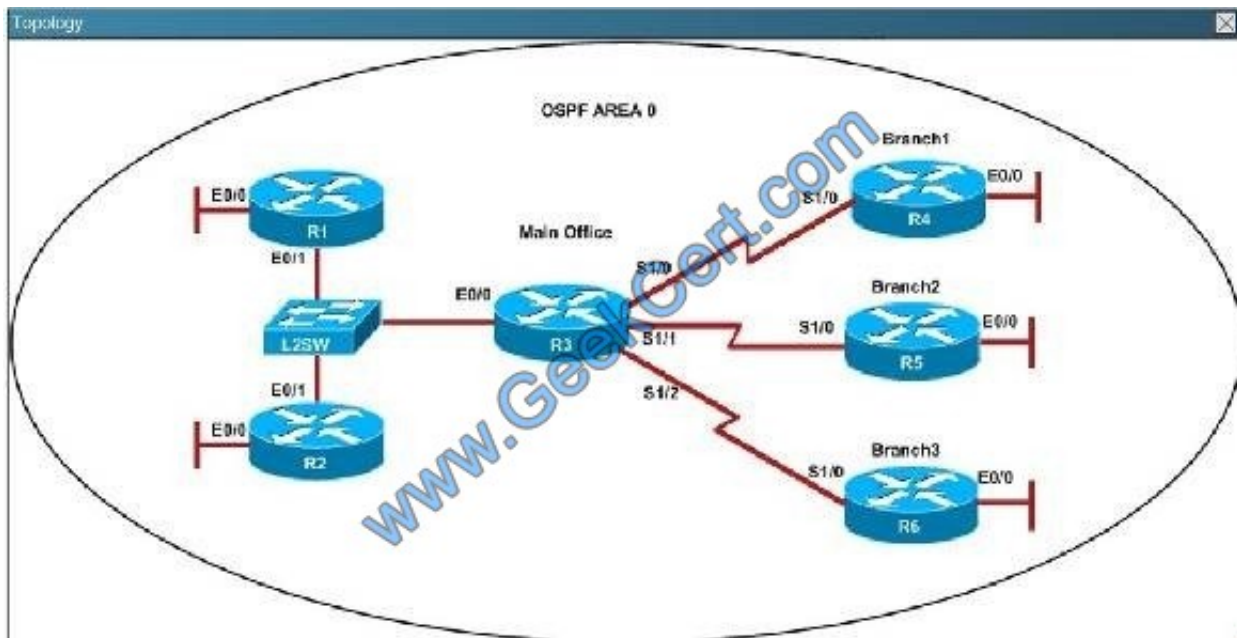 Topology
OSPF AREA 0
Branch1
E0/0
E0/0
S1/0
R1
R4
Main Office
E0/1
S1/0
Branch2
E0/0
S1/0
E0/0
L2SW
R3
S1/1
R5
E0/1
S1/2
E0/0
Branch3
R2
S1/0
E0/0
R6
www.GeekCert.com